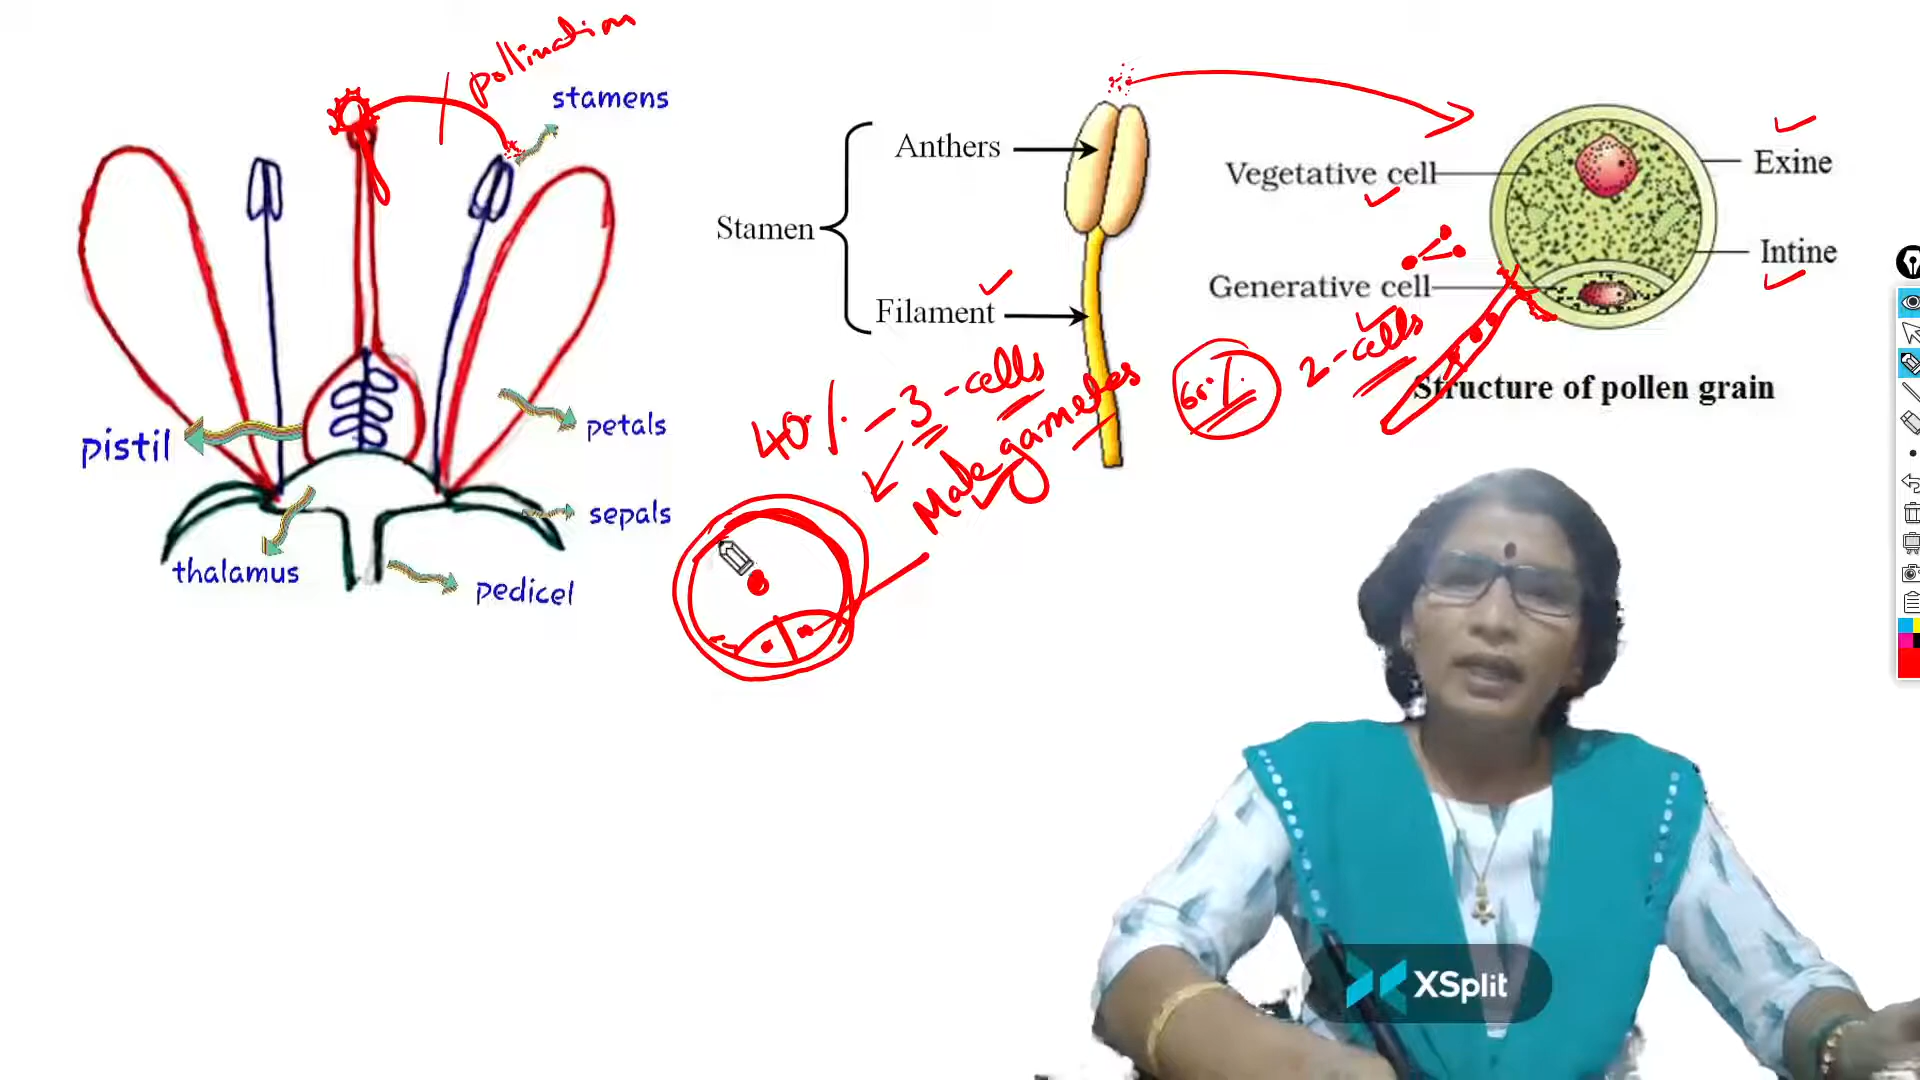 pollination
stamens
pistil
petals
sepals
thalamus
pedicel
Stamen
Anthers
Filament
Vegetative cell
Generative cell
Exine
Intine
Structure of pollen grain
40% - 3 - cells
Male gametes
60%
2 - cells
XSplit